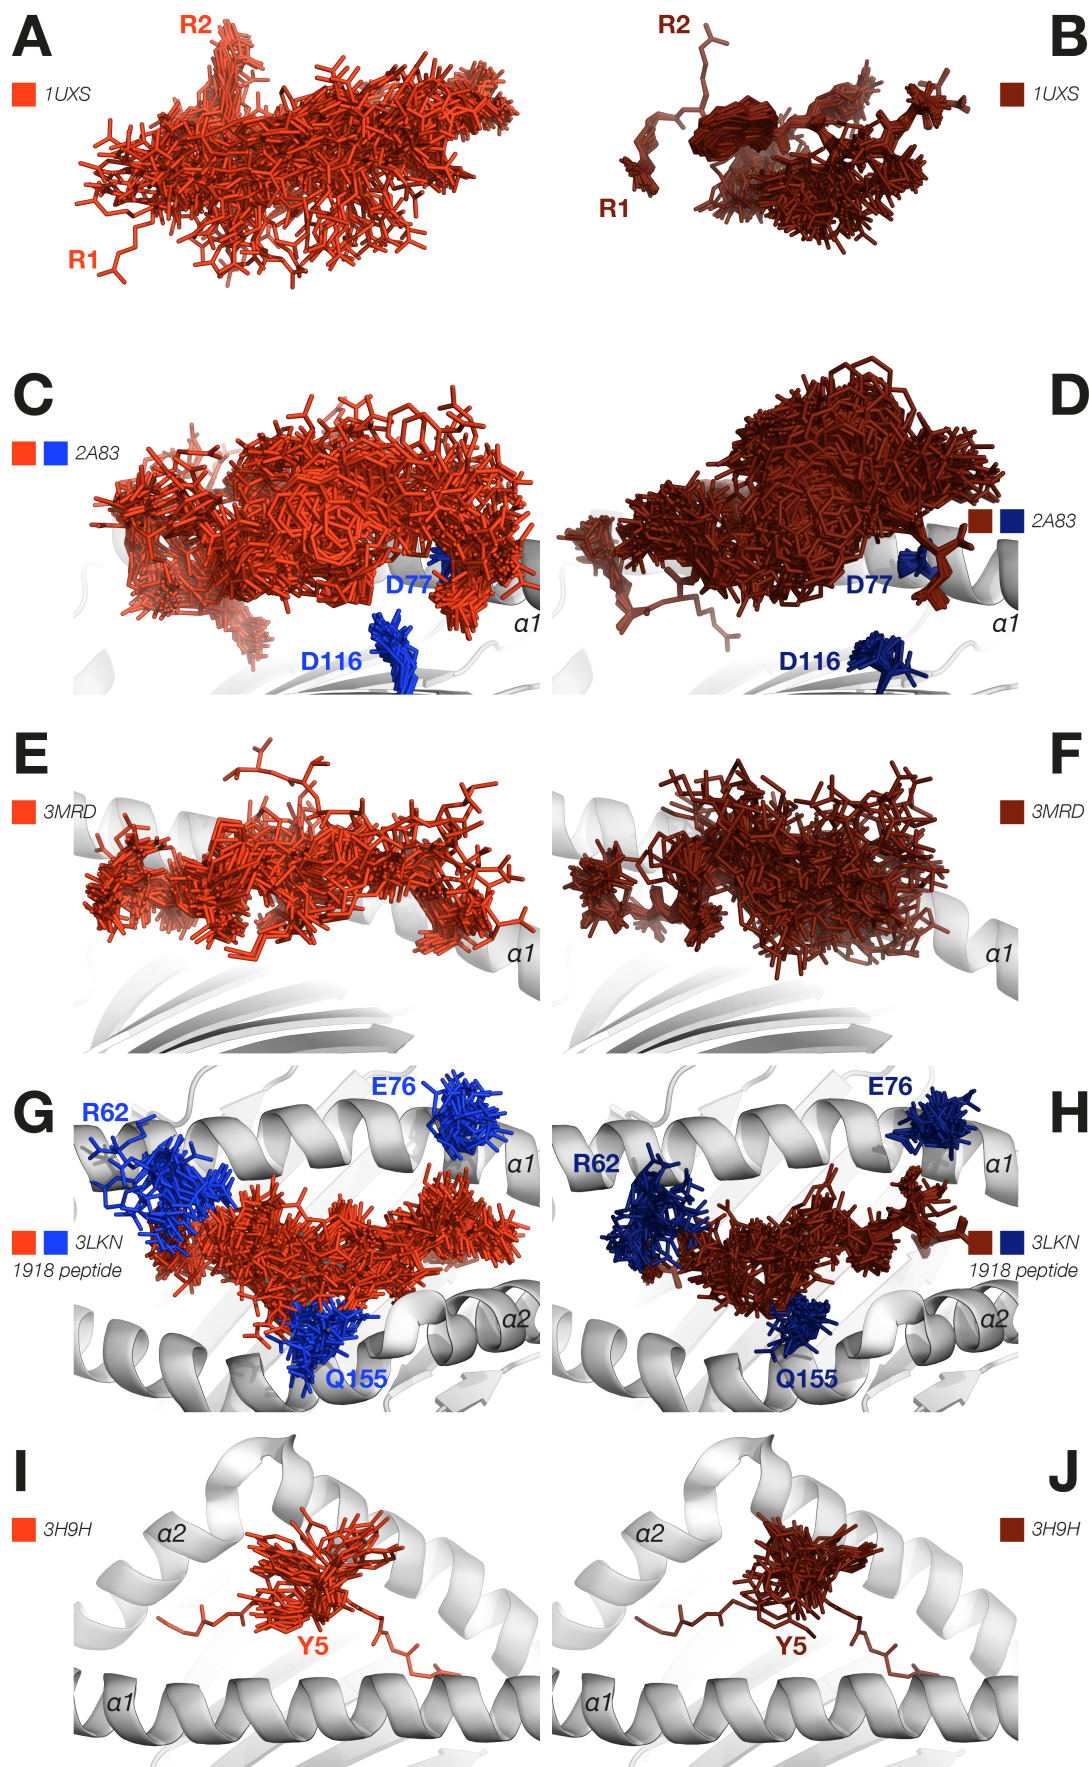 A
R2
1UXS
R1
B
R2
1UXS
R1
C
2A83
D77
α1
D116
D
2A83
D77
α1
D116
E
3MRD
α1
F
3MRD
α1
G
R62
E76
α1
3LKN
1918 peptide
α2
Q155
H
E76
R62
α1
3LKN
1918 peptide
α2
Q155
I
3H9H
α2
Y5
α1
J
3H9H
α2
Y5
α1